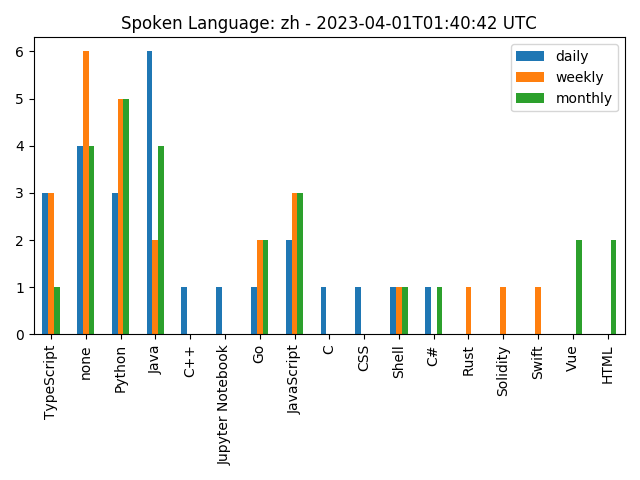 Spoken Language: zh - 2023-04-01T01:40:42 UTC
daily
weekly
monthly
6
5
4
3
2
1
0
TypeScript
none
Python
Java
C++
Jupyter Notebook
Go
JavaScript
C
CSS
Shell
C#
Rust
Solidity
Swift
Vue
HTML